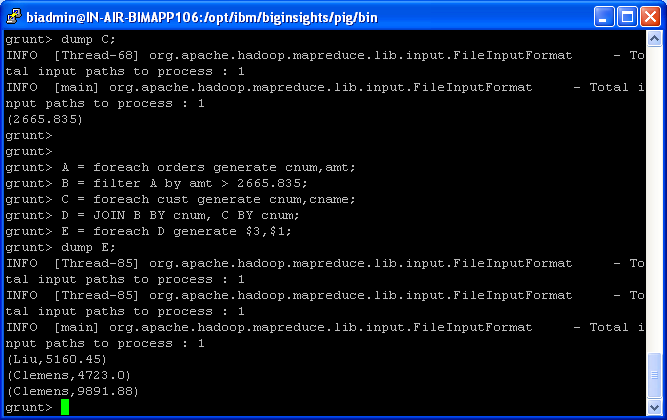 biadmin@IN-AIR-BIMAPP106:/opt/ibm/biginsights/pig/bin
grunt> dump C;
INFO  [Thread-68] org.apache.hadoop.mapreduce.lib.input.FileInputFormat     - To
tal input paths to process : 1
INFO  [main] org.apache.hadoop.mapreduce.lib.input.FileInputFormat     - Total i
nput paths to process : 1
(2665.835)
grunt>
grunt>
grunt> A = foreach orders generate cnum,amt;
grunt> B = filter A by amt > 2665.835;
grunt> C = foreach cust generate cnum,cname;
grunt> D = JOIN B BY cnum, C BY cnum;
grunt> E = foreach D generate $3,$1;
grunt> dump E;
INFO  [Thread-85] org.apache.hadoop.mapreduce.lib.input.FileInputFormat     - To
tal input paths to process : 1
INFO  [Thread-85] org.apache.hadoop.mapreduce.lib.input.FileInputFormat     - To
tal input paths to process : 1
INFO  [main] org.apache.hadoop.mapreduce.lib.input.FileInputFormat     - Total i
nput paths to process : 1
(Liu,5160.45)
(Clemens,4723.0)
(Clemens,9891.88)
grunt>